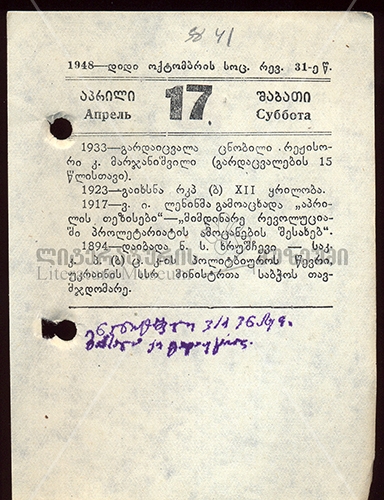 1948—დიდი ოქტომბრის სოც. რევ. 31-ე წ.
აპრილი 17 შაბათი
Апрель Суббота
1933—გარდაიცვალა ცნობილი რეჟისო-
რი კ. მარჯანიშვილი (გარდაცვალების 15
წლისთავი).
1923—გაიხსნა რკპ (ბ) XII ყრილობა.
1917—ვ. ი. ლენინმა გამოაცხადა „აპრი-
ლის თეზისები“—„მიმდინარე რევოლუცია-
ში პროლეტარიატის ამოცანების შესახებ“.
1894—დაიბადა ნ. ს. ხრუშჩევი — საკ.
კ. პ. (ბ) ც. კ-ის პოლიტბიუროს წევრი,
უკრაინის სსრ მინისტრთა საბჭოს თავ-
მჯდომარე.